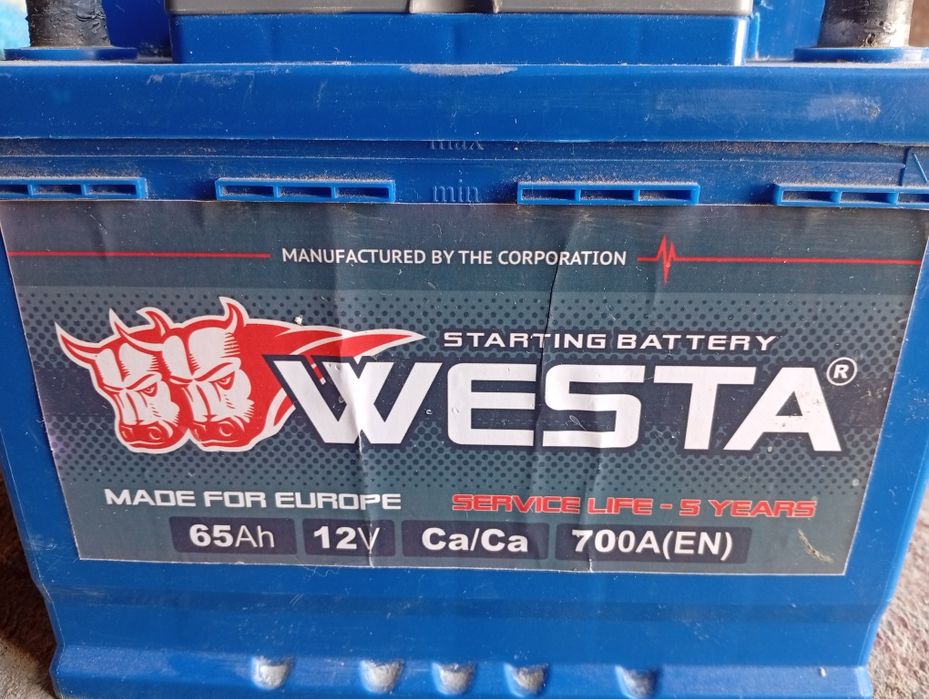 max
min
MANUFACTURED BY THE CORPORATION
STARTING BATTERY
WESTA®
MADE FOR EUROPE
SERVICE LIFE - 5 YEARS
65Ah 12V Ca/Ca 700A(EN)